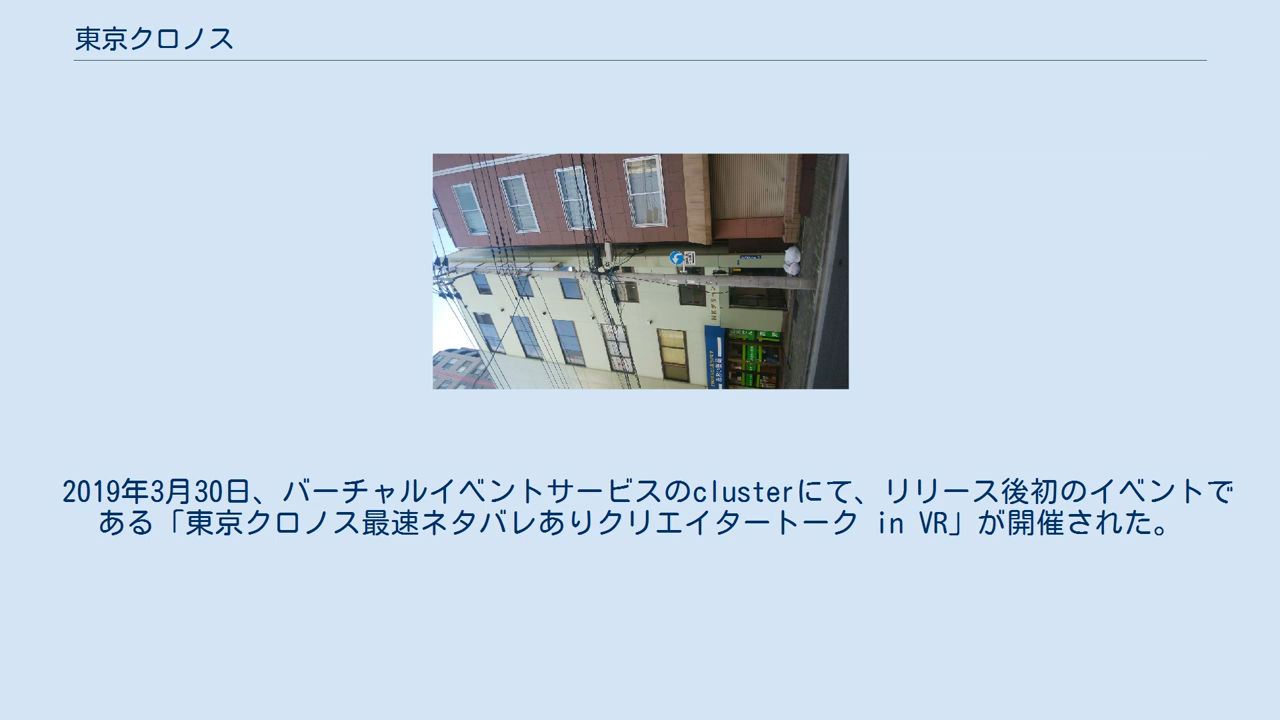 東京クロノス
2019年3月30日、バーチャルイベントサービスのclusterにて、リリース後初のイベントで
ある「東京クロノス最速ネタバレありクリエイタートーク in VR」が開催された。